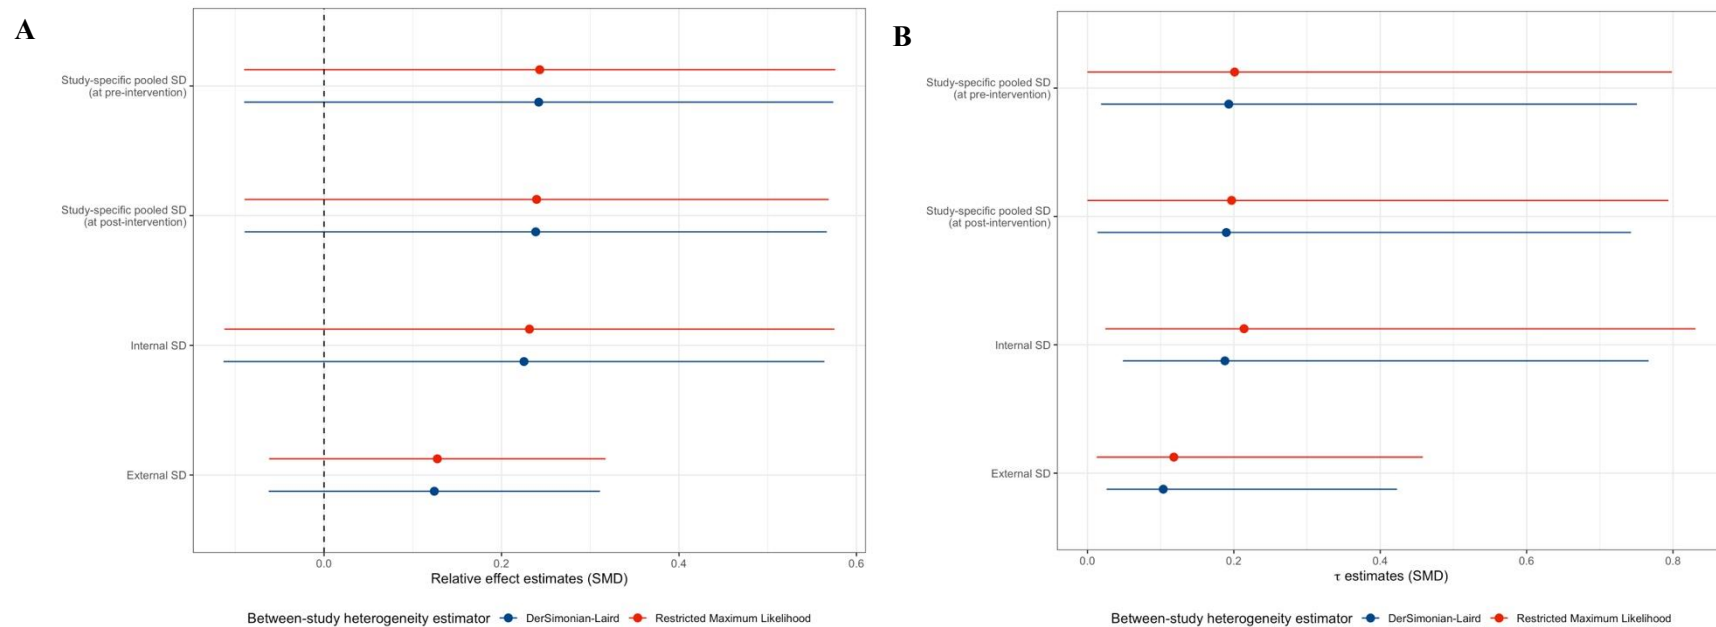 A
Study-specific pooled SD
(at pre-intervention)
Study-specific pooled SD
(at post-intervention)
Internal SD
External SD
0.0 0.2 0.4 0.6
Relative effect estimates (SMD)
Between-study heterogeneity estimator DerSimonian-Laird Restricted Maximum Likelihood
B
Study-specific pooled SD
(at pre-intervention)
Study-specific pooled SD
(at post-intervention)
Internal SD
External SD
0.0 0.2 0.4 0.6 0.8
τ estimates (SMD)
Between-study heterogeneity estimator DerSimonian-Laird Restricted Maximum Likelihood